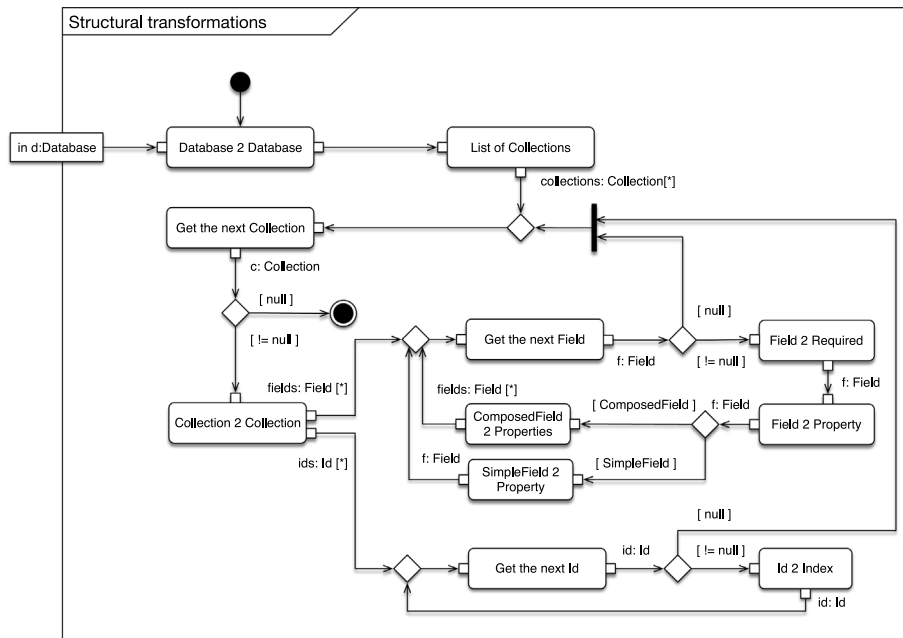 Structural transformations
in d:Database
Database 2 Database
List of Collections
collections: Collection[*]
Get the next Collection
c: Collection
[ null ]
[ != null ]
Get the next Field
f: Field
[ null ]
[ != null ]
Field 2 Required
f: Field
fields: Field [*]
Collection 2 Collection
ids: Id [*]
fields: Field [*]
ComposedField
2 Properties
[ ComposedField ]
f: Field
Field 2 Property
f: Field
SimpleField 2
Property
[ SimpleField ]
[ null ]
Get the next Id
id: Id
[ != null ]
Id 2 Index
id: Id